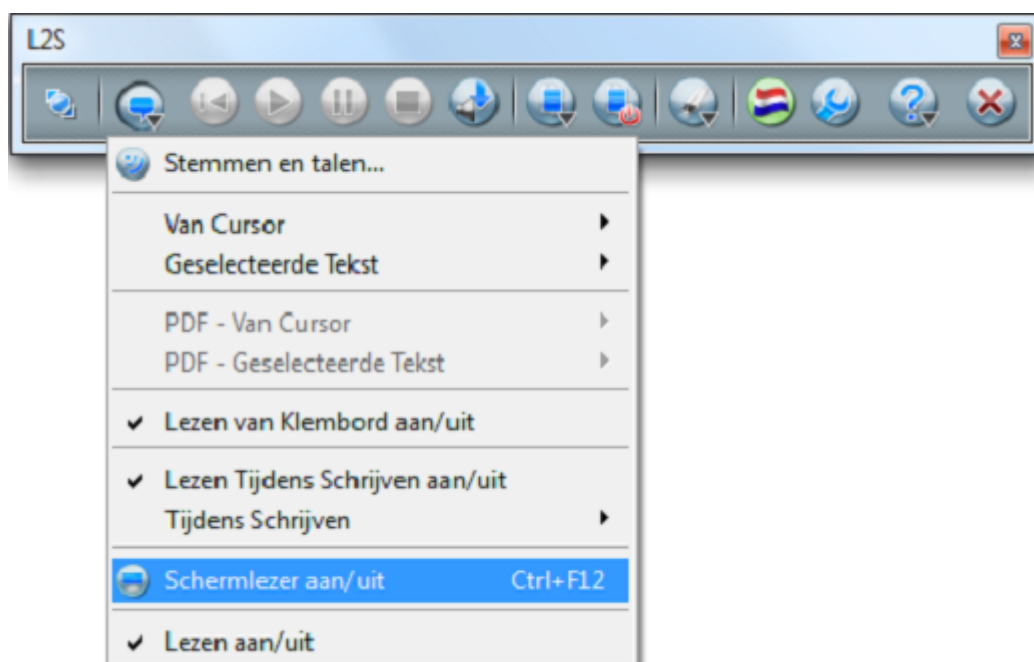 L2S
Stemmen en talen...
Van Cursor
Geselecteerde Tekst
PDF - Van Cursor
PDF - Geselecteerde Tekst
Lezen van Klembord aan/uit
Lezen Tijdens Schrijven aan/uit
Tijdens Schrijven
Schermlezer aan/uit Ctrl+F12
Lezen aan/uit